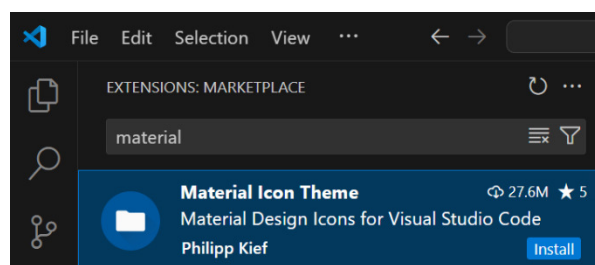 File Edit Selection View ...
EXTENSIONS: MARKETPLACE
material
Material Icon Theme 27.6M ★ 5
Material Design Icons for Visual Studio Code
Philipp Kief Install